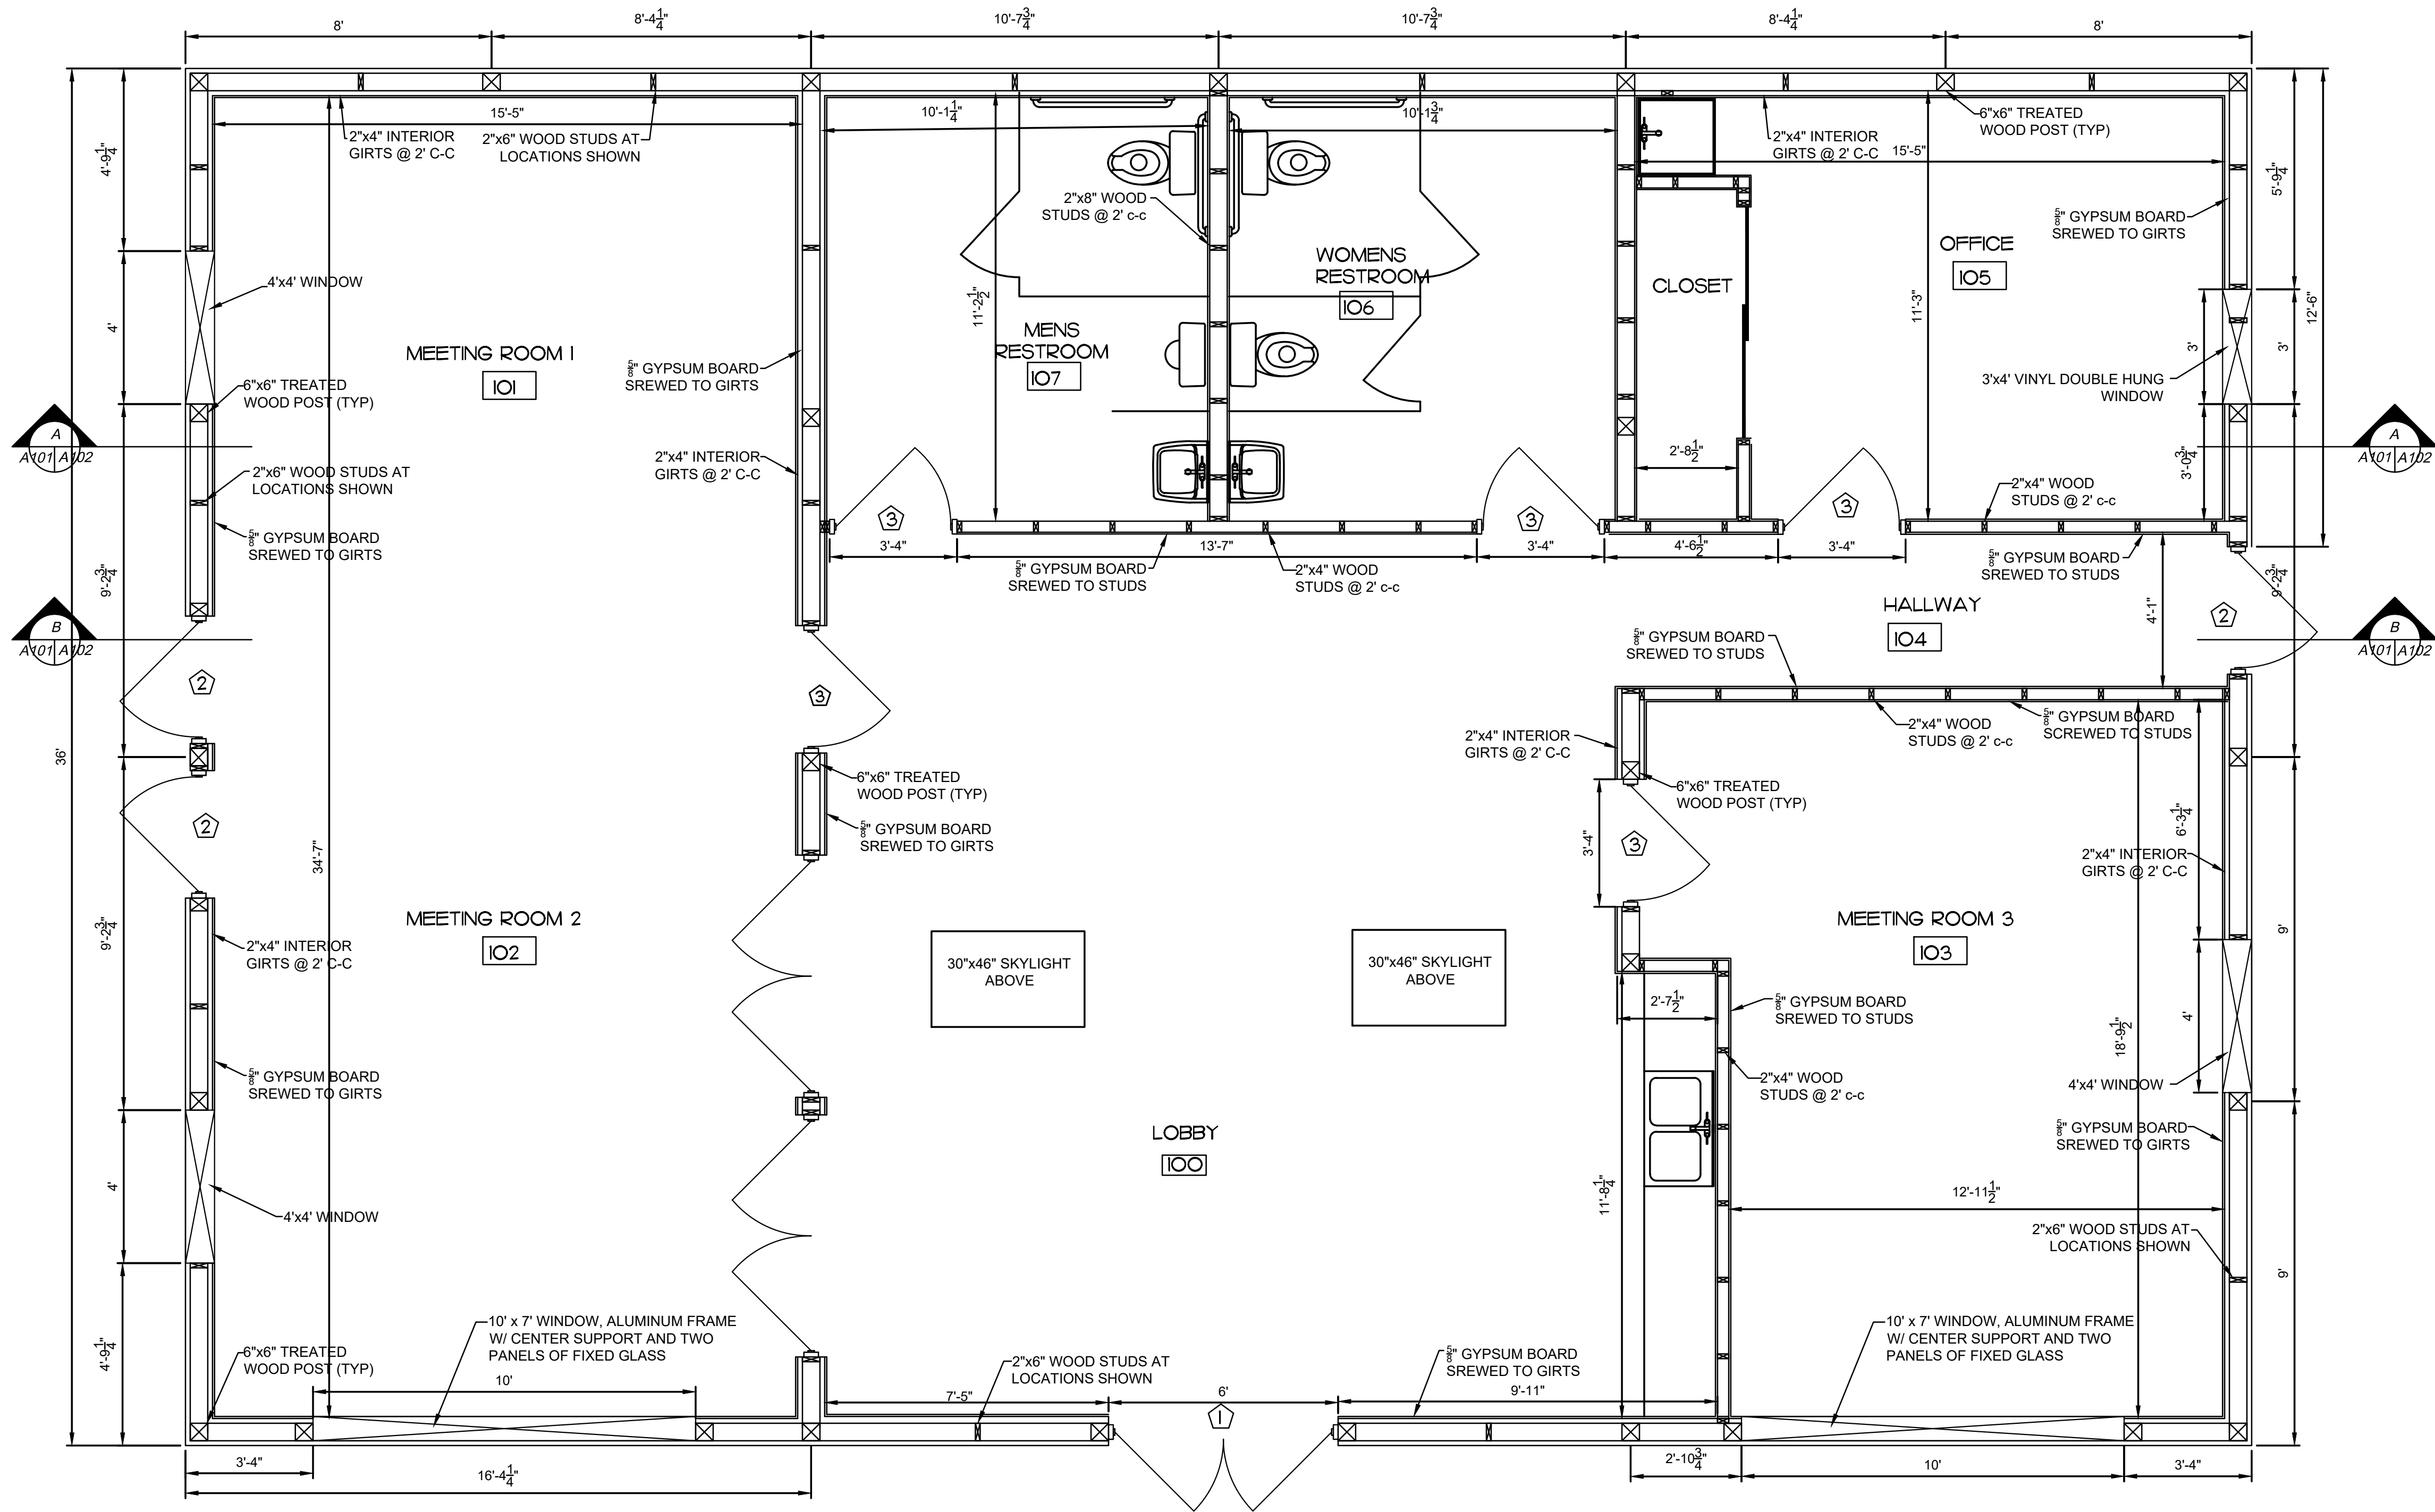 8'
8'-4 1/4"
10'-7 3/4"
10'-7 3/4"
8'-4 1/4"
8'
15'-5"
2"x4" INTERIOR
GIRTS @ 2' C-C
2"x6" WOOD STUDS AT
LOCATIONS SHOWN
10'-1 1/4"
10'-1 3/4"
2"x4" INTERIOR
GIRTS @ 2' C-C
15'-5"
6"x6" TREATED
WOOD POST (TYP)
4'-9 1/4"
5'-9 1/4"
2"x8" WOOD
STUDS @ 2' c-c
5/8" GYPSUM BOARD
SREWED TO GIRTS
WOMENS
RESTROOM
106
OFFICE
105
CLOSET
4'x4' WINDOW
4'
11'-2 1/2"
11'-3"
12'-6"
MENS
RESTROOM
107
MEETING ROOM 1
101
5/8" GYPSUM BOARD
SREWED TO GIRTS
3'
3'
3'x4' VINYL DOUBLE HUNG
WINDOW
6"x6" TREATED
WOOD POST (TYP)
A
A101 A102
A
A101 A102
2"x6" WOOD STUDS AT
LOCATIONS SHOWN
2"x4" INTERIOR
GIRTS @ 2' C-C
2'-8 1/2"
3'-0 3/4"
2"x4" WOOD
STUDS @ 2' c-c
3
3
3
5/8" GYPSUM BOARD
SREWED TO GIRTS
3'-4"
13'-7"
3'-4"
4'-6 1/2"
3'-4"
5/8" GYPSUM BOARD
SREWED TO STUDS
2"x4" WOOD
STUDS @ 2' c-c
5/8" GYPSUM BOARD
SREWED TO STUDS
9'-2 3/4"
9'-2 3/4"
HALLWAY
104
4'-1"
2
B
A101 A102
B
A101 A102
5/8" GYPSUM BOARD
SREWED TO STUDS
2
3
36'
2"x4" INTERIOR
GIRTS @ 2' C-C
2"x4" WOOD
STUDS @ 2' c-c
5/8" GYPSUM BOARD
SCREWED TO STUDS
6"x6" TREATED
WOOD POST (TYP)
6"x6" TREATED
WOOD POST (TYP)
2
5/8" GYPSUM BOARD
SREWED TO GIRTS
34'-7"
3'-4"
3
6'-3 1/4"
2"x4" INTERIOR
GIRTS @ 2' C-C
9'-2 3/4"
MEETING ROOM 2
102
2"x4" INTERIOR
GIRTS @ 2' C-C
MEETING ROOM 3
103
9'
30"x46" SKYLIGHT
ABOVE
30"x46" SKYLIGHT
ABOVE
2'-7 1/2"
5/8" GYPSUM BOARD
SREWED TO STUDS
4'
18'-9 1/2"
5/8" GYPSUM BOARD
SREWED TO GIRTS
2"x4" WOOD
STUDS @ 2' c-c
4'x4' WINDOW
LOBBY
100
5/8" GYPSUM BOARD
SREWED TO GIRTS
4'
4'x4' WINDOW
11'-8 1/4"
12'-11 1/2"
2"x6" WOOD STUDS AT
LOCATIONS SHOWN
9'
10' x 7' WINDOW, ALUMINUM FRAME
W/ CENTER SUPPORT AND TWO
PANELS OF FIXED GLASS
10' x 7' WINDOW, ALUMINUM FRAME
W/ CENTER SUPPORT AND TWO
PANELS OF FIXED GLASS
4'-9 1/4"
6"x6" TREATED
WOOD POST (TYP)
2"x6" WOOD STUDS AT
LOCATIONS SHOWN
5/8" GYPSUM BOARD
SREWED TO GIRTS
10'
7'-5"
6'
9'-11"
1
3'-4"
16'-4 1/4"
2'-10 3/4"
10'
3'-4"